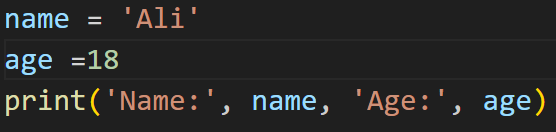 name = 'Ali'
age =18
print('Name:', name, 'Age:', age)